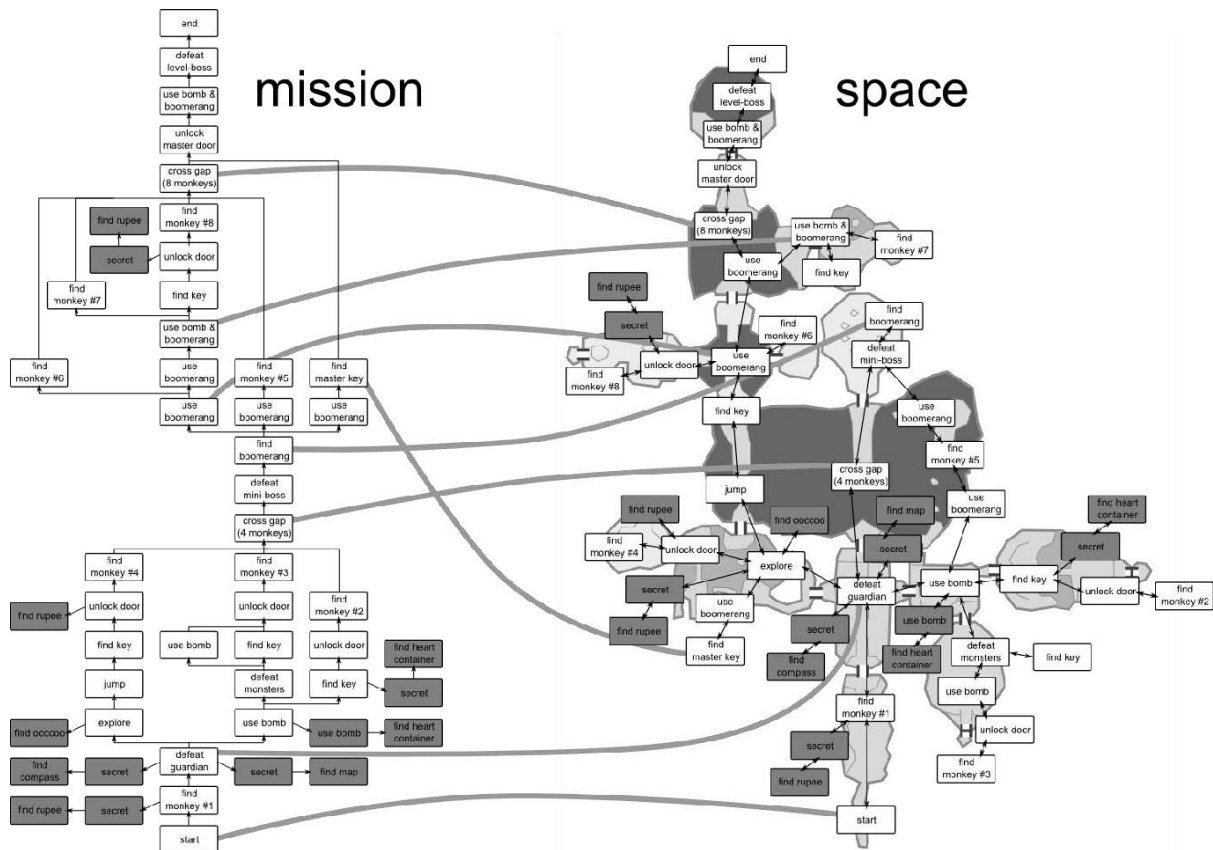 mission
space
end
defeat
level-boss
use bomb &
boomerang
unlock
master door
cross gap
(8 monkeys)
find rupee
find
monkey #8
secret
unlock door
find
monkey #7
find key
use bomb &
boomerang
find
monkey #6
use
boomerang
find
monkey #5
find
master key
use
boomerang
use
boomerang
use
boomerang
find
boomerang
defeat
mini-boss
cross gap
(4 monkeys)
find
monkey #4
find
monkey #3
find rupee
unlock door
unlock door
find
monkey #2
find key
use bomb
find key
unlock door
find heart
container
jump
defeat
monsters
find key
secret
find ooccoo
explore
use bomb
use bomb
find heart
container
find
compass
secret
defeat
guardian
secret
find map
find rupee
secret
find
monkey #1
start
end
defeat
level-boss
use bomb &
boomerang
unlock
master door
cross gap
(8 monkeys)
use bomb &
boomerang
find
monkey #7
use
boomerang
find key
find rupee
secret
find
monkey #6
find
boomerang
unlock door
use
boomerang
defeat
mini-boss
find
monkey #8
find key
use
boomerang
find
monkey #5
cross gap
(4 monkeys)
jump
use
boomerang
find rupee
find ooccoo
find map
find heart
container
find
monkey #4
unlock door
secret
secret
explore
secret
defeat
guardian
use bomb
find key
unlock door
find
monkey #2
use
boomerang
find rupee
secret
use bomb
find
master key
find
compass
find heart
container
defeat
monsters
find key
use bomb
find
monkey #1
unlock door
secret
find rupee
find
monkey #3
start